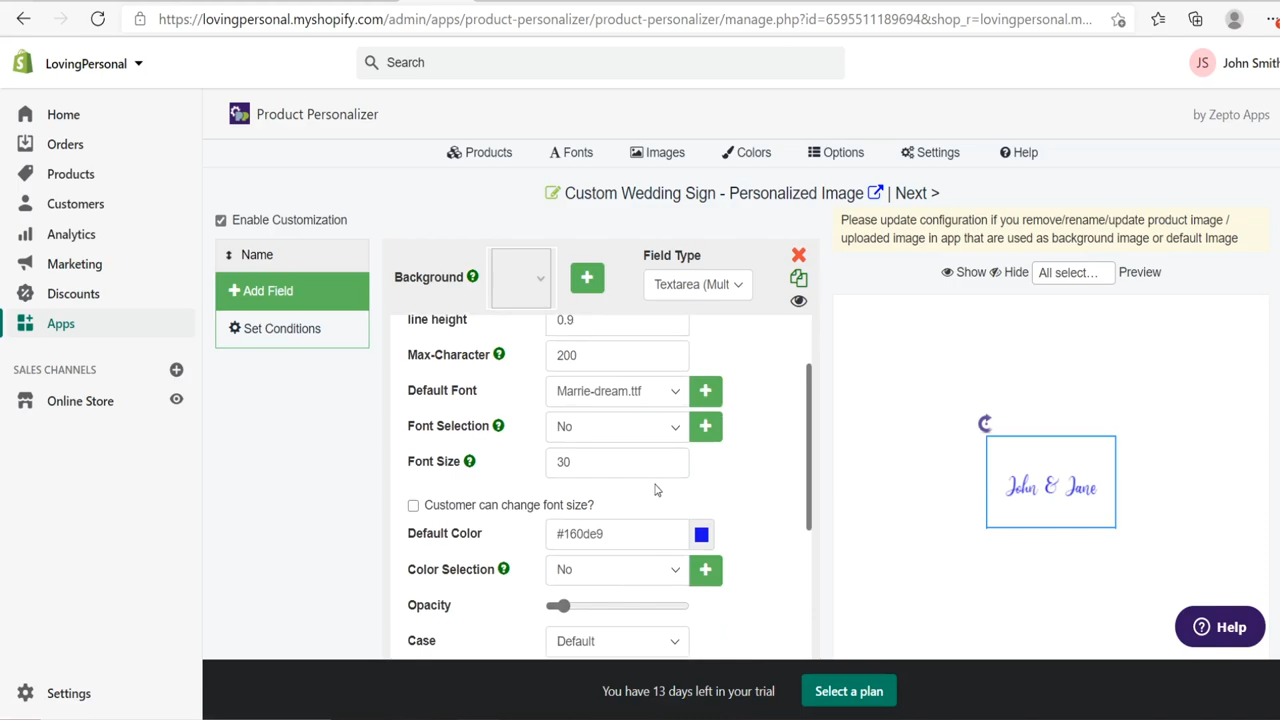 https://lovingpersonal.myshopify.com/admin/apps/product-personalizer/product-personalizer/manage.php?id=6595511189694&shop_r=lovingpersonal.m...
LovingPersonal
Search
JS
John Smith
Home
Orders
Products
Customers
Analytics
Marketing
Discounts
Apps
SALES CHANNELS
Online Store
Settings
Product Personalizer
by Zepto Apps
Products
Fonts
Images
Colors
Options
Settings
Help
Custom Wedding Sign - Personalized Image | Next >
Enable Customization
Name
Add Field
Set Conditions
Background
Field Type
Textarea (Mult
line height
0.9
Max-Character
200
Default Font
Marrie-dream.ttf
Font Selection
No
Font Size
30
Customer can change font size?
Default Color
#160de9
Color Selection
No
Opacity
Case
Default
Please update configuration if you remove/rename/update product image /
uploaded image in app that are used as background image or default Image
Show Hide All select... Preview
John & Jane
Help
You have 13 days left in your trial
Select a plan